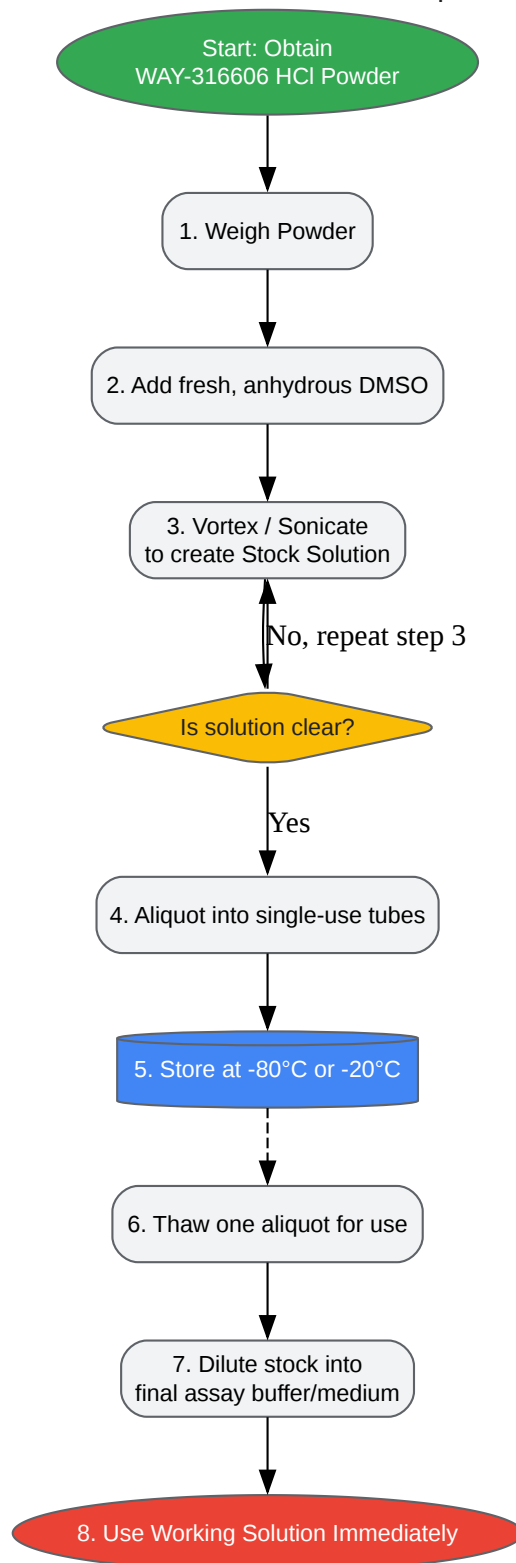 Start: Obtain
WAY-316606 HCl Powder
1. Weigh Powder
2. Add fresh, anhydrous DMSO
3. Vortex / Sonicate
to create Stock Solution
No, repeat step 3
Is solution clear?
Yes
4. Aliquot into single-use tubes
5. Store at -80°C or -20°C
6. Thaw one aliquot for use
7. Dilute stock into
final assay buffer/medium
8. Use Working Solution Immediately